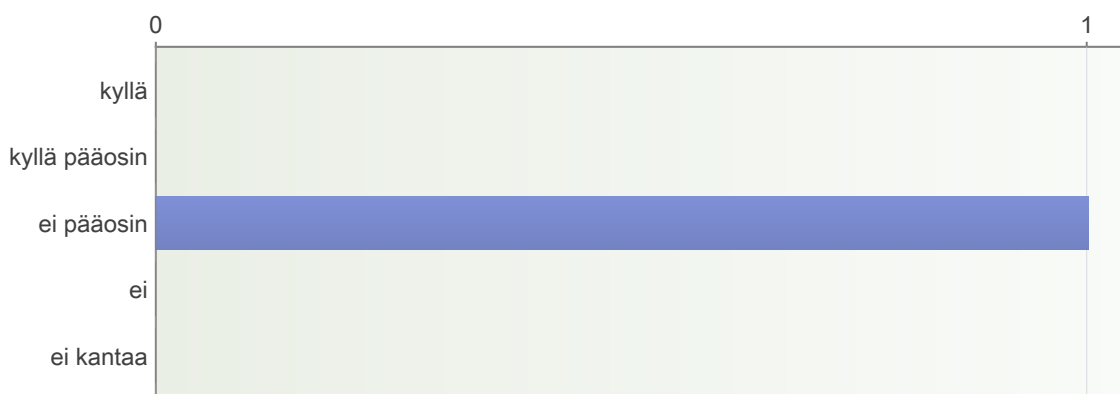 0 1
kyllä
kyllä pääosin
ei pääosin
ei
ei kantaa